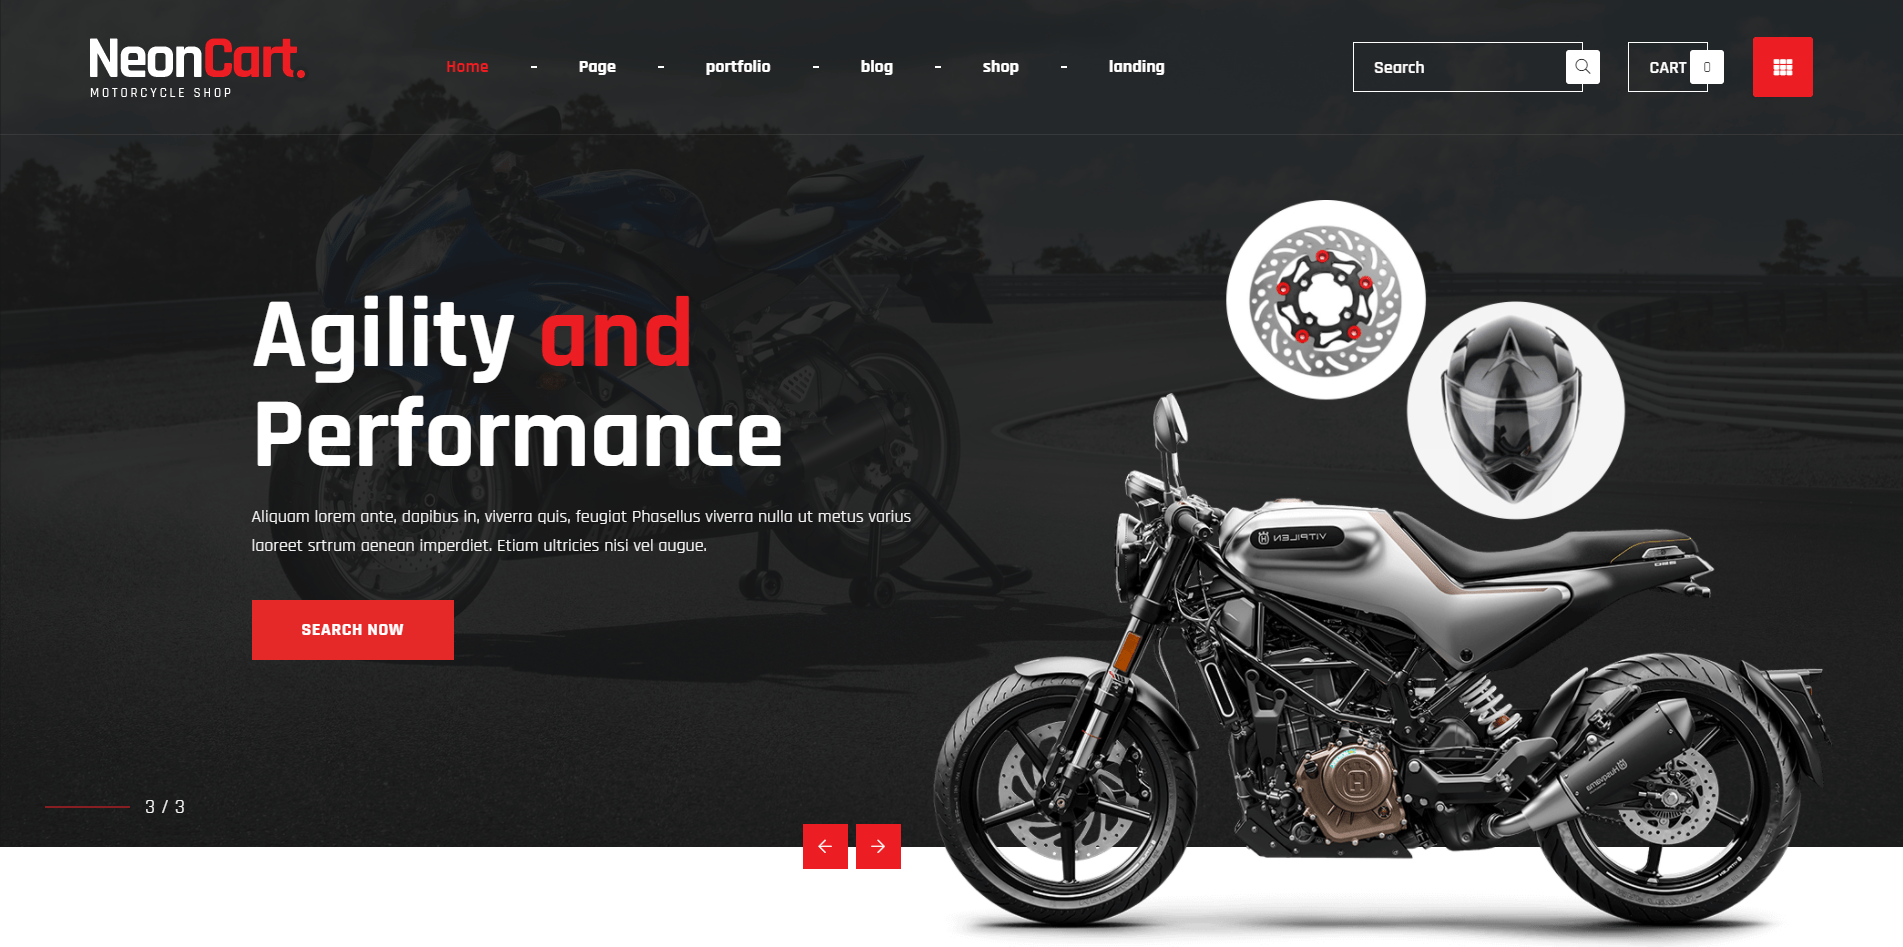 NeonCart.
MOTORCYCLE SHOP
Home - Page - portfolio - blog - shop - landing
Search
CART
Agility and
Performance
Aliquam lorem ante, dapibus in, viverra quis, feugiat Phasellus viverra nulla ut metus varius
laoreet srtrum aenean imperdiet. Etiam ultricies nisi vel augue.
SEARCH NOW
VITPILEN
Husqvarna
3 / 3